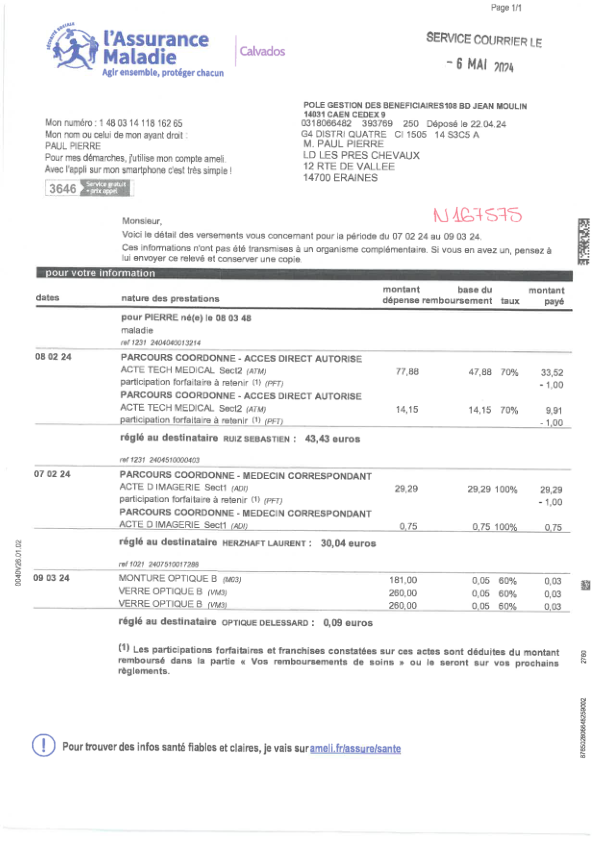 Page 1/1
SÉCURITÉ SOCIALE
l'Assurance
Maladie
Agir ensemble, protéger chacun
Calvados
SERVICE COURRIER LE
- 6 MAI 2024
POLE GESTION DES BENEFICIAIRES108 BD JEAN MOULIN
14031 CAEN CEDEX 9
0318066482 393769 250 Déposé le 22.04.24
G4 DISTRI QUATRE CI 1505 14 S3C5 A
M. PAUL PIERRE
LD LES PRES CHEVAUX
12 RTE DE VALLEE
14700 ERAINES
Mon numéro : 1 48 03 14 118 162 65
Mon nom ou celui de mon ayant droit :
PAUL PIERRE
Pour mes démarches, j'utilise mon compte ameli.
Avec l'appli sur mon smartphone c'est très simple !
3646 Service gratuit
+ prix appel
N167575
Monsieur,
Voici le détail des versements vous concernant pour la période du 07 02 24 au 09 03 24.
Ces informations n'ont pas été transmises à un organisme complémentaire. Si vous en avez un, pensez à
lui envoyer ce relevé et conserver une copie.
pour votre information
dates nature des prestations montant dépense base du remboursement taux montant payé
pour PIERRE né(e) le 08 03 48
maladie
ref 1231 2404040013214
08 02 24 PARCOURS COORDONNE - ACCES DIRECT AUTORISE
ACTE TECH MEDICAL Sect2 (ATM) 77,88 47,88 70% 33,52
participation forfaitaire à retenir (1) (PFT) - 1,00
PARCOURS COORDONNE - ACCES DIRECT AUTORISE
ACTE TECH MEDICAL Sect2 (ATM) 14,15 14,15 70% 9,91
participation forfaitaire à retenir (1) (PFT) - 1,00
réglé au destinataire RUIZ SEBASTIEN : 43,43 euros
ref 1231 2404510000403
07 02 24 PARCOURS COORDONNE - MEDECIN CORRESPONDANT
ACTE D IMAGERIE Sect1 (ADI) 29,29 29,29 100% 29,29
participation forfaitaire à retenir (1) (PFT) - 1,00
PARCOURS COORDONNE - MEDECIN CORRESPONDANT
ACTE D IMAGERIE Sect1 (ADI) 0,75 0,75 100% 0,75
réglé au destinataire HERZHAFT LAURENT : 30,04 euros
ref 1021 2407510017286
09 03 24 MONTURE OPTIQUE B (M03) 181,00 0,05 60% 0,03
VERRE OPTIQUE B (VM3) 260,00 0,05 60% 0,03
VERRE OPTIQUE B (VM3) 260,00 0,05 60% 0,03
réglé au destinataire OPTIQUE DELESSARD : 0,09 euros
(1) Les participations forfaitaires et franchises constatées sur ces actes sont déduites du montant
remboursé dans la partie « Vos remboursements de soins » ou le seront sur vos prochains
règlements.
0040V26.01.02
2760
Pour trouver des infos santé fiables et claires, je vais sur ameli.fr/assure/sante